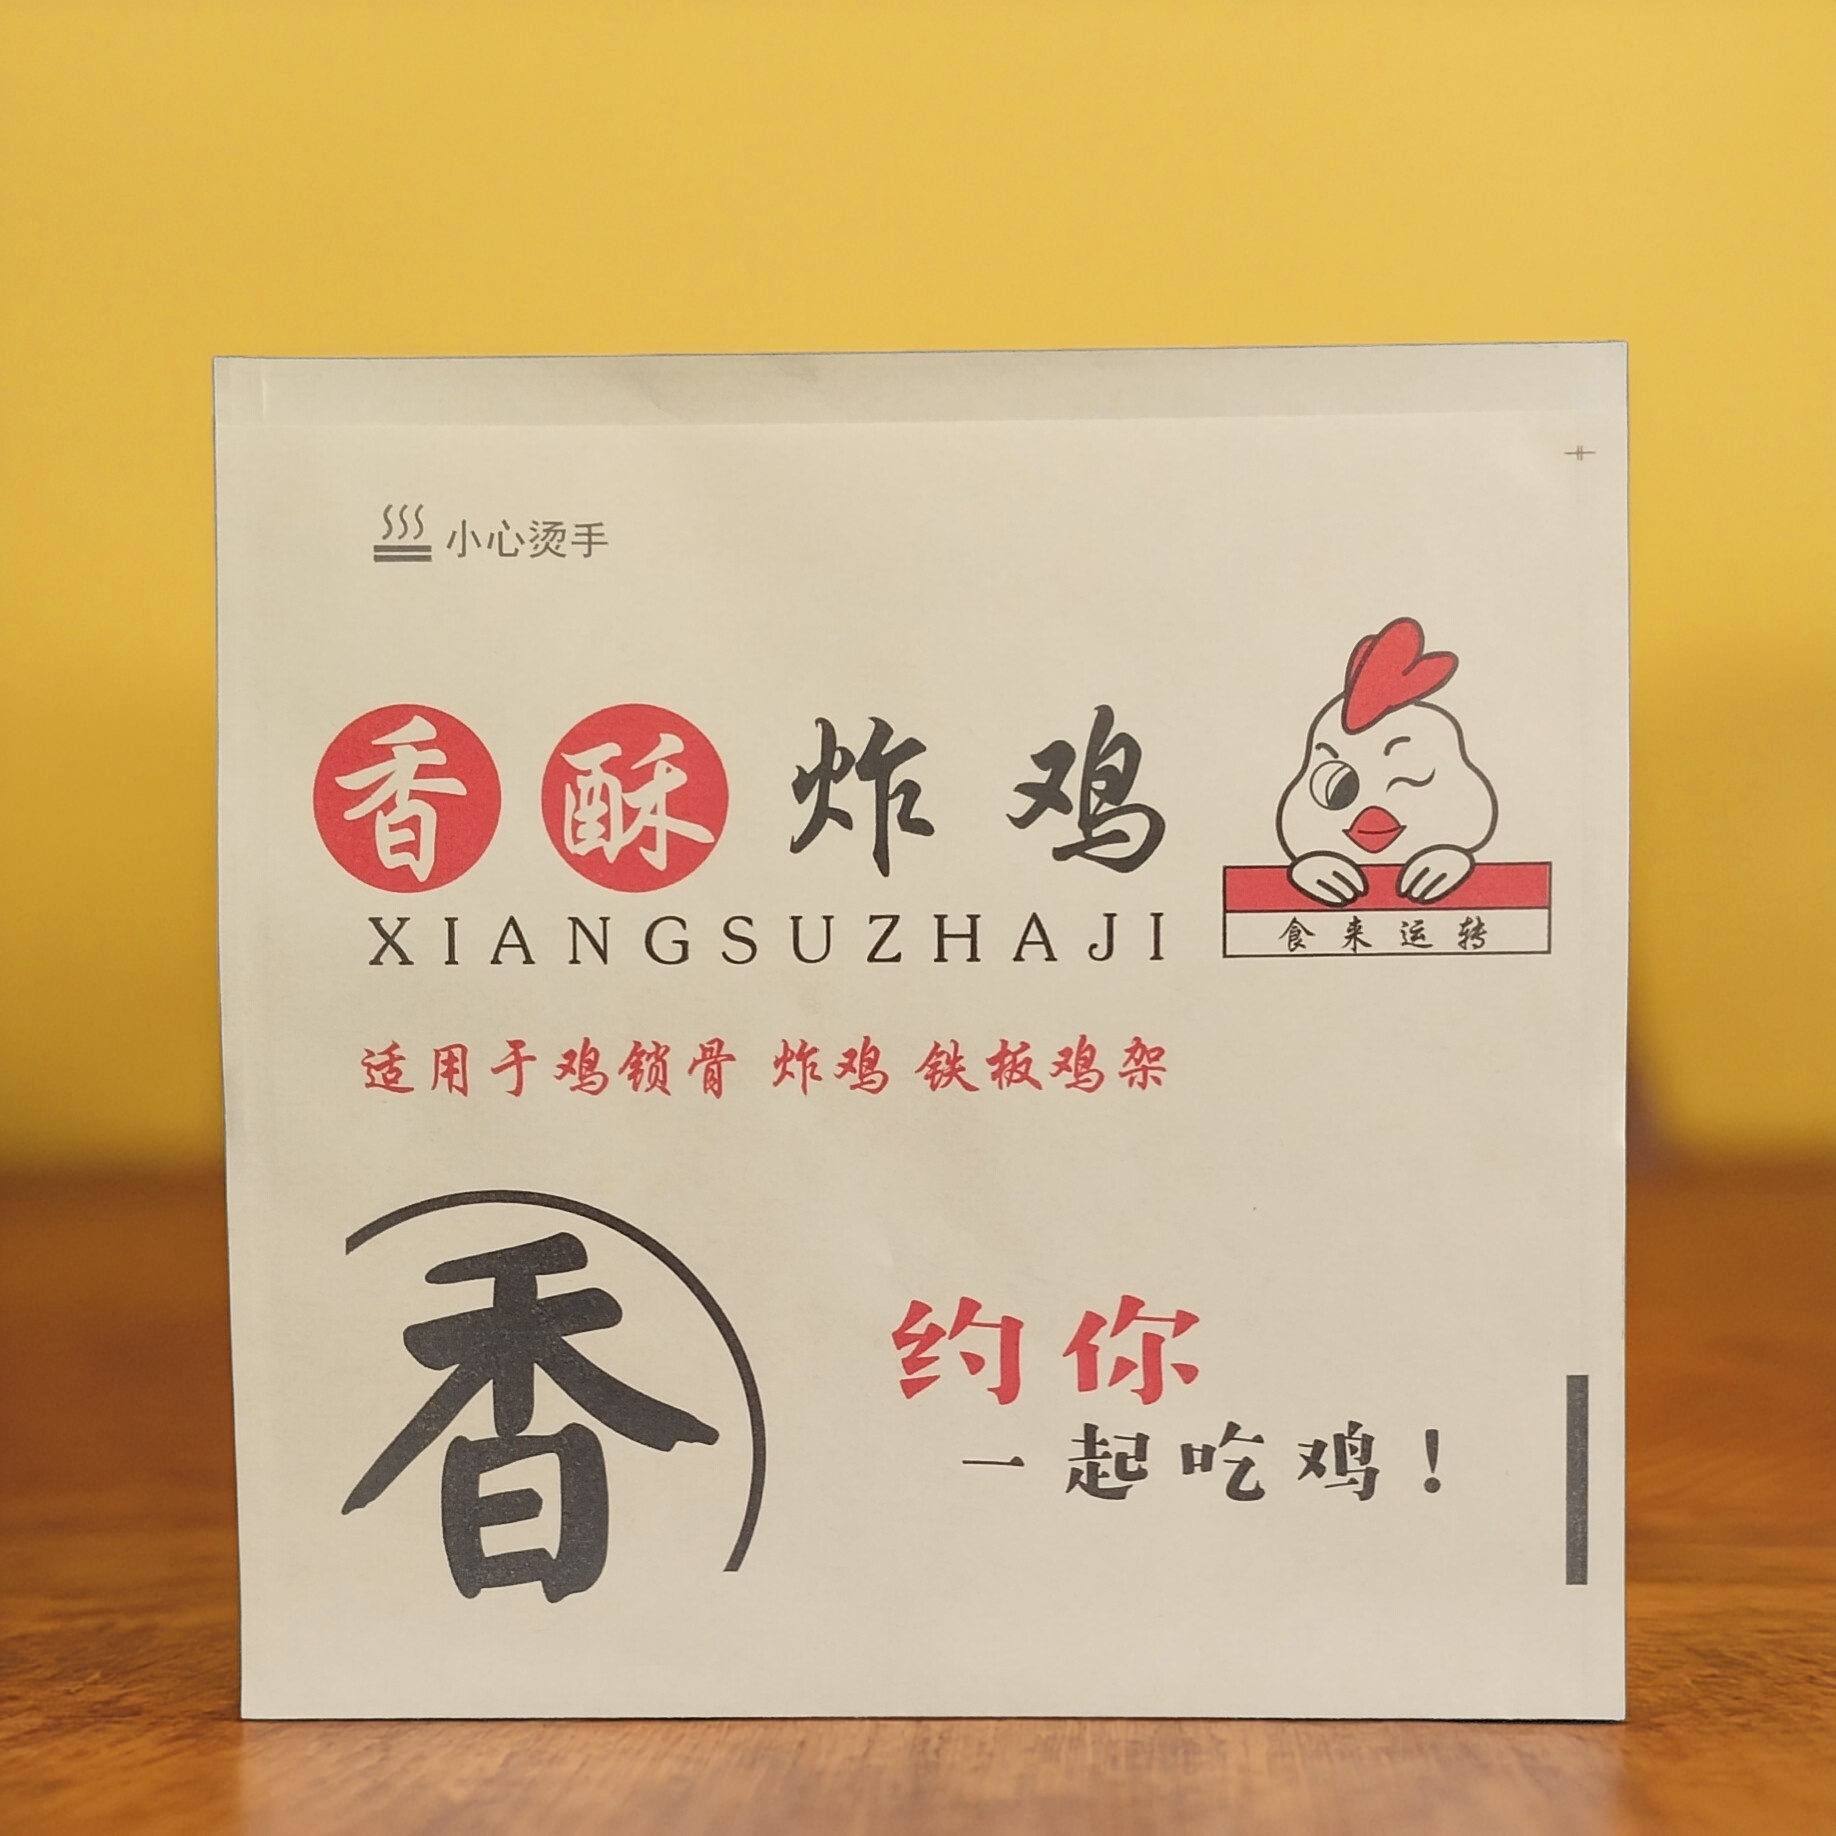 小心烫手
香酥炸鸡
XIANGSUZHAJI
食来运转
适用于鸡锁骨 炸鸡 铁板鸡架
香
约你
一起吃鸡！